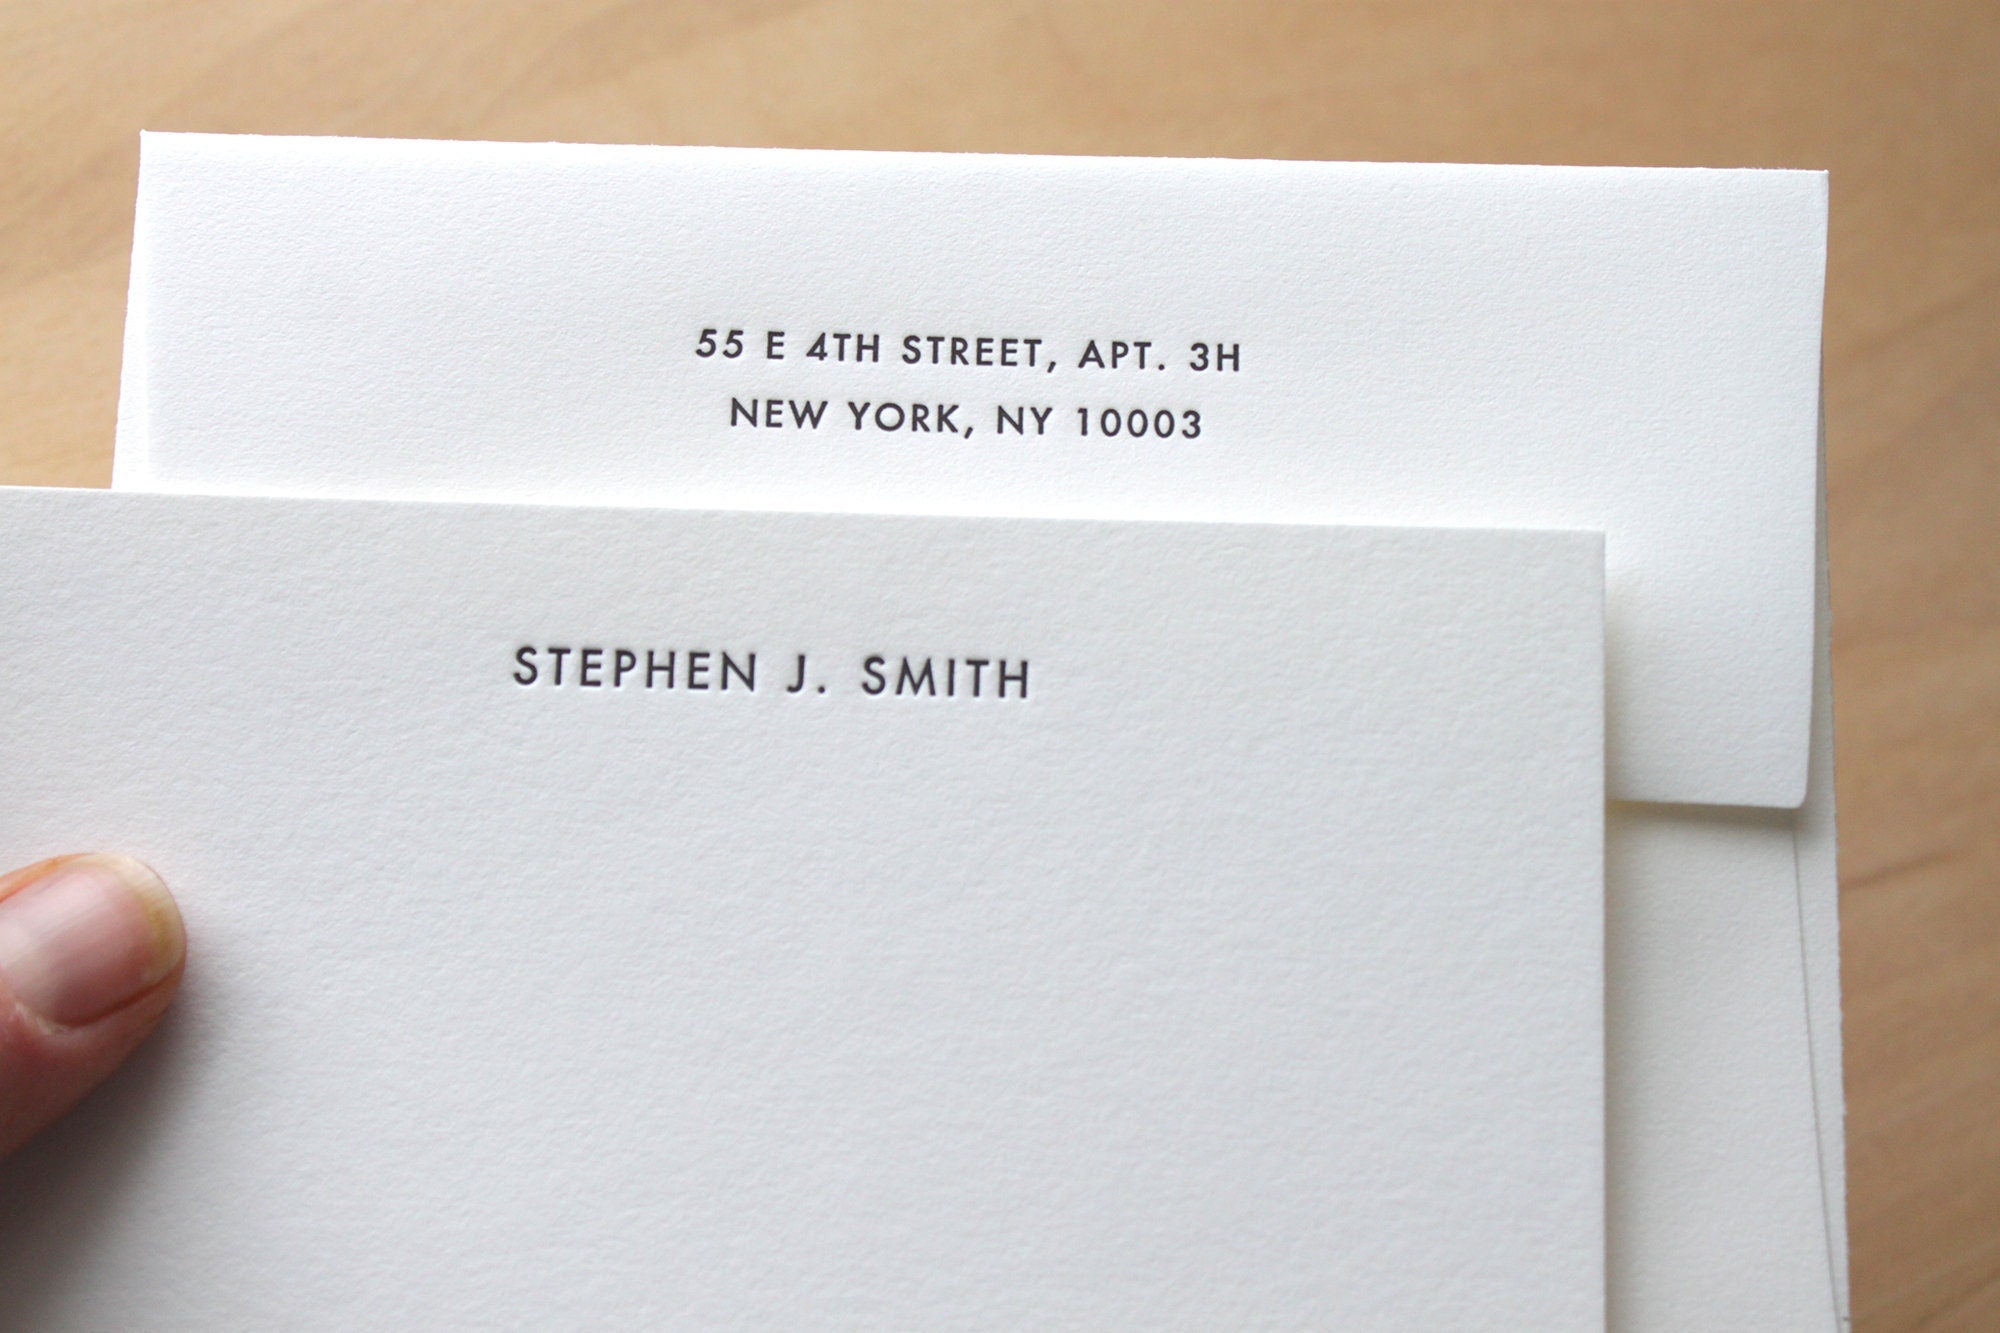 55 E 4TH STREET, APT. 3H
NEW YORK, NY 10003
STEPHEN J. SMITH